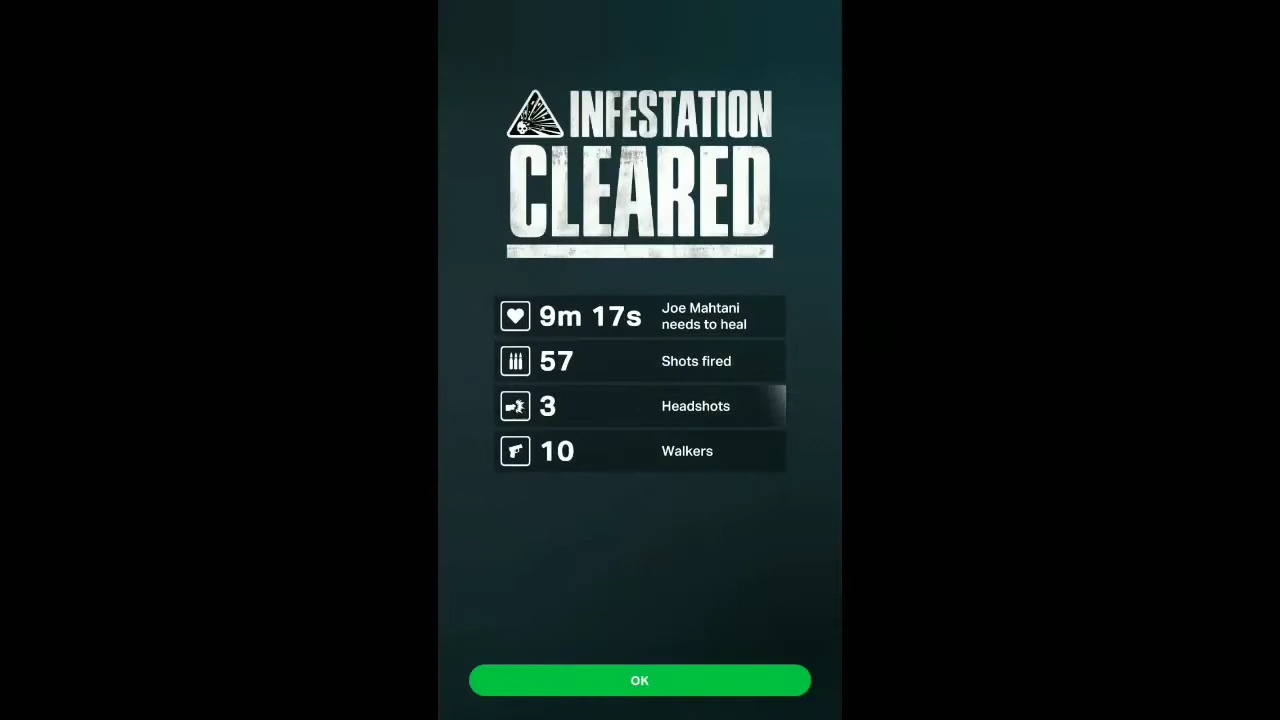 INFESTATION
CLEARED
9m 17s
Joe Mahtani
needs to heal
57 Shots fired
3 Headshots
10 Walkers
OK